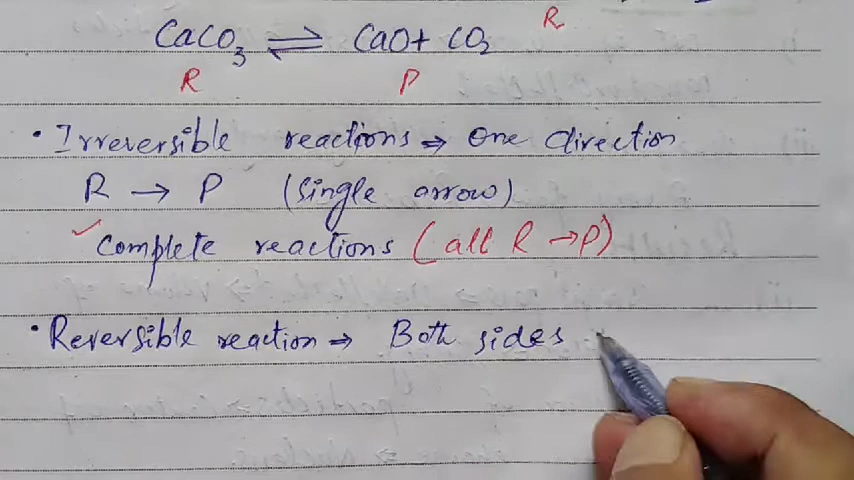 R
CaCO₃ ⇌ CaO + CO₂
R P
• Irreversible reactions ⇒ One direction
R → P (single arrow)
✓ Complete reactions (all R → P)
• Reversible reaction ⇒ Both sides